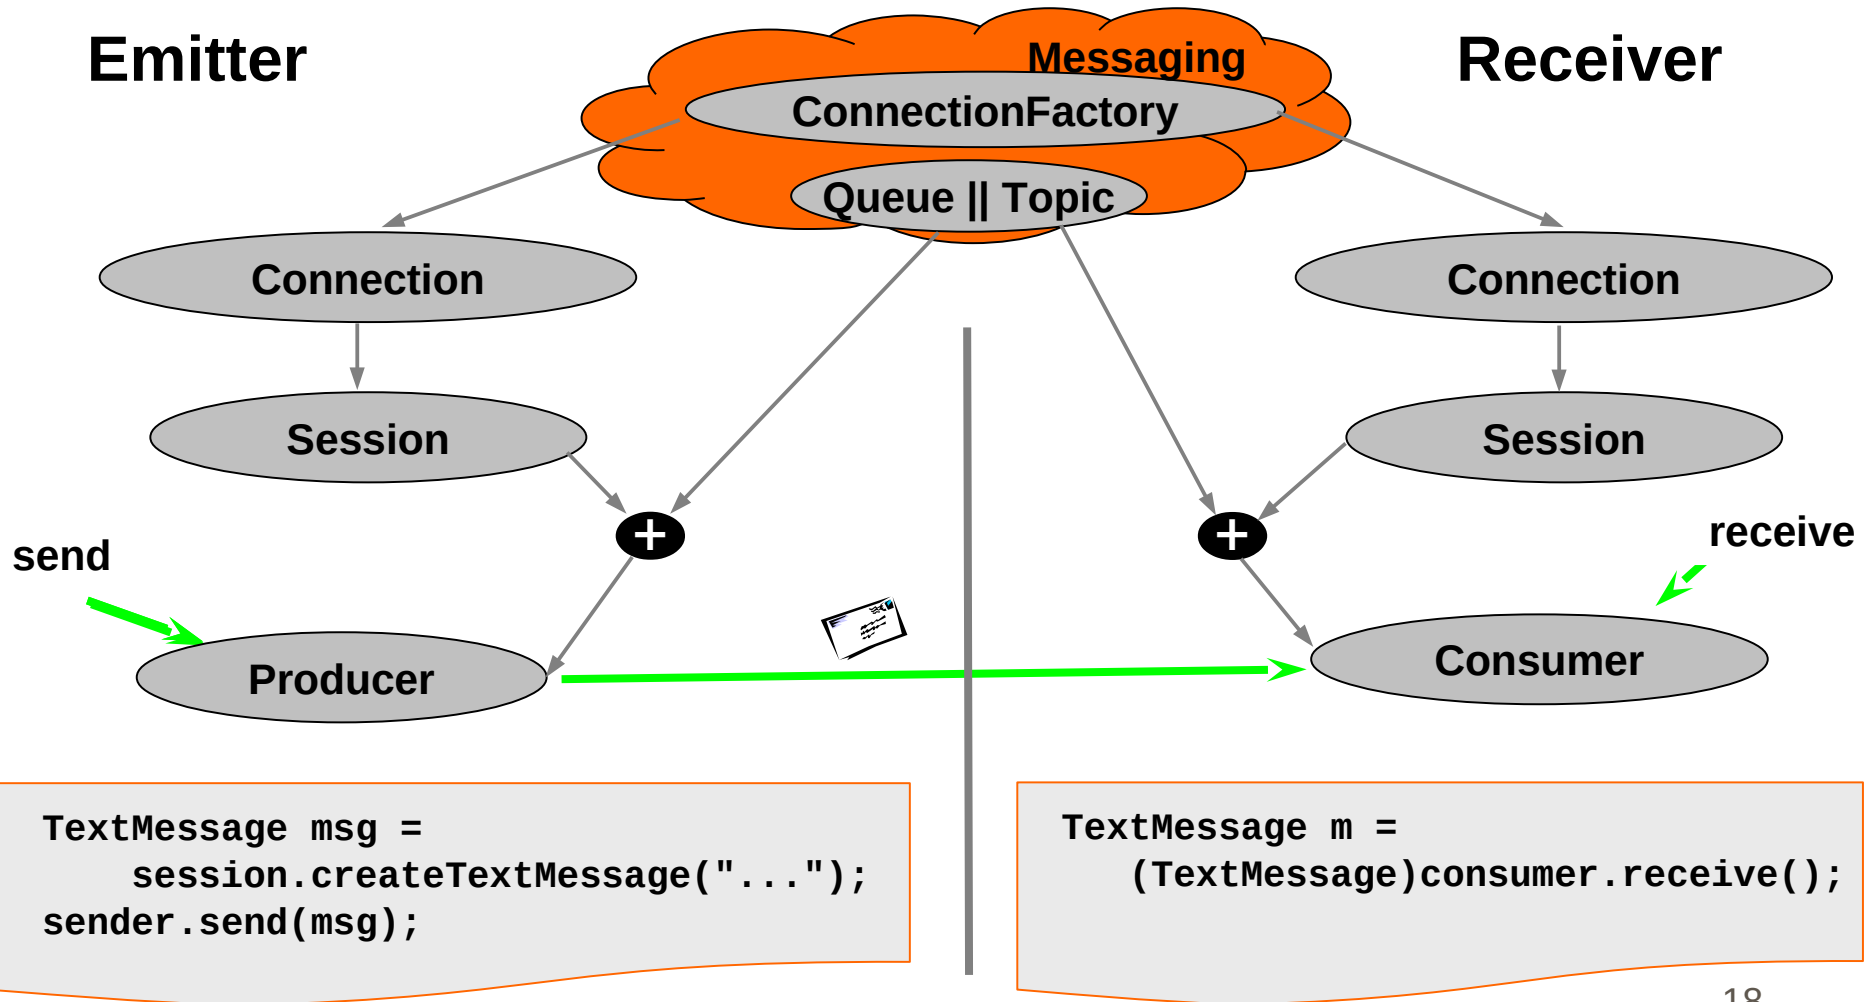 Emitter
Messaging
Receiver
ConnectionFactory
Queue || Topic
Connection
Connection
Session
Session
+
+
send
receive
Producer
Consumer
TextMessage msg =
session.createTextMessage("...");
sender.send(msg);
TextMessage m =
(TextMessage)consumer.receive();
18